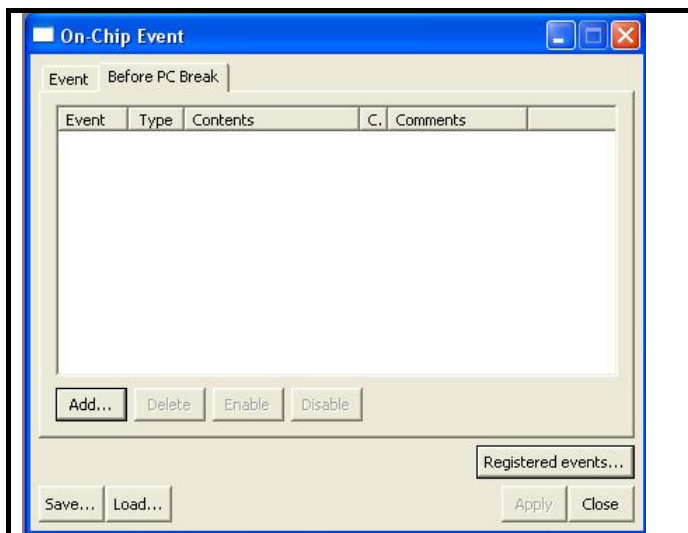 On-Chip Event
Event Before PC Break
Event Type Contents C. Comments
Add... Delete Enable Disable
Registered events...
Save... Load... Apply Close